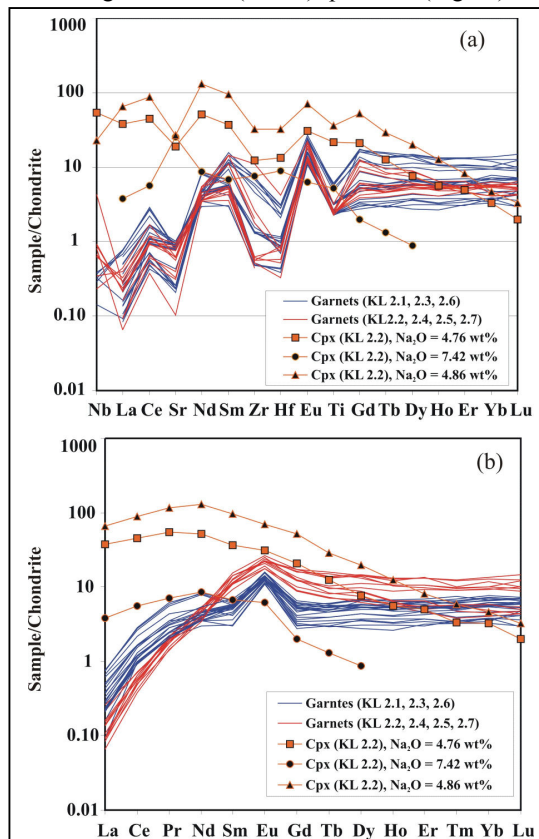 (a)
1000
100
10
1
0.10
0.01
Sample/Chondrite
Garnets (KL 2.1, 2.3, 2.6)
Garnets (KL2.2, 2.4, 2.5, 2.7)
Cpx (KL 2.2), Na₂O = 4.76 wt%
Cpx (KL 2.2), Na₂O = 7.42 wt%
Cpx (KL 2.2), Na₂O = 4.86 wt%
Nb La Ce Sr Nd Sm Zr Hf Eu Ti Gd Tb Dy Ho Er Yb Lu
(b)
1000
100
10
1
0.10
0.01
Sample/Chondrite
Garntes (KL 2.1, 2.3, 2.6)
Garnets (KL 2.2, 2.4, 2.5, 2.7)
Cpx (KL 2.2), Na₂O = 4.76 wt%
Cpx (KL 2.2), Na₂O = 7.42 wt%
Cpx (KL 2.2), Na₂O = 4.86 wt%
La Ce Pr Nd Sm Eu Gd Tb Dy Ho Er Tm Yb Lu